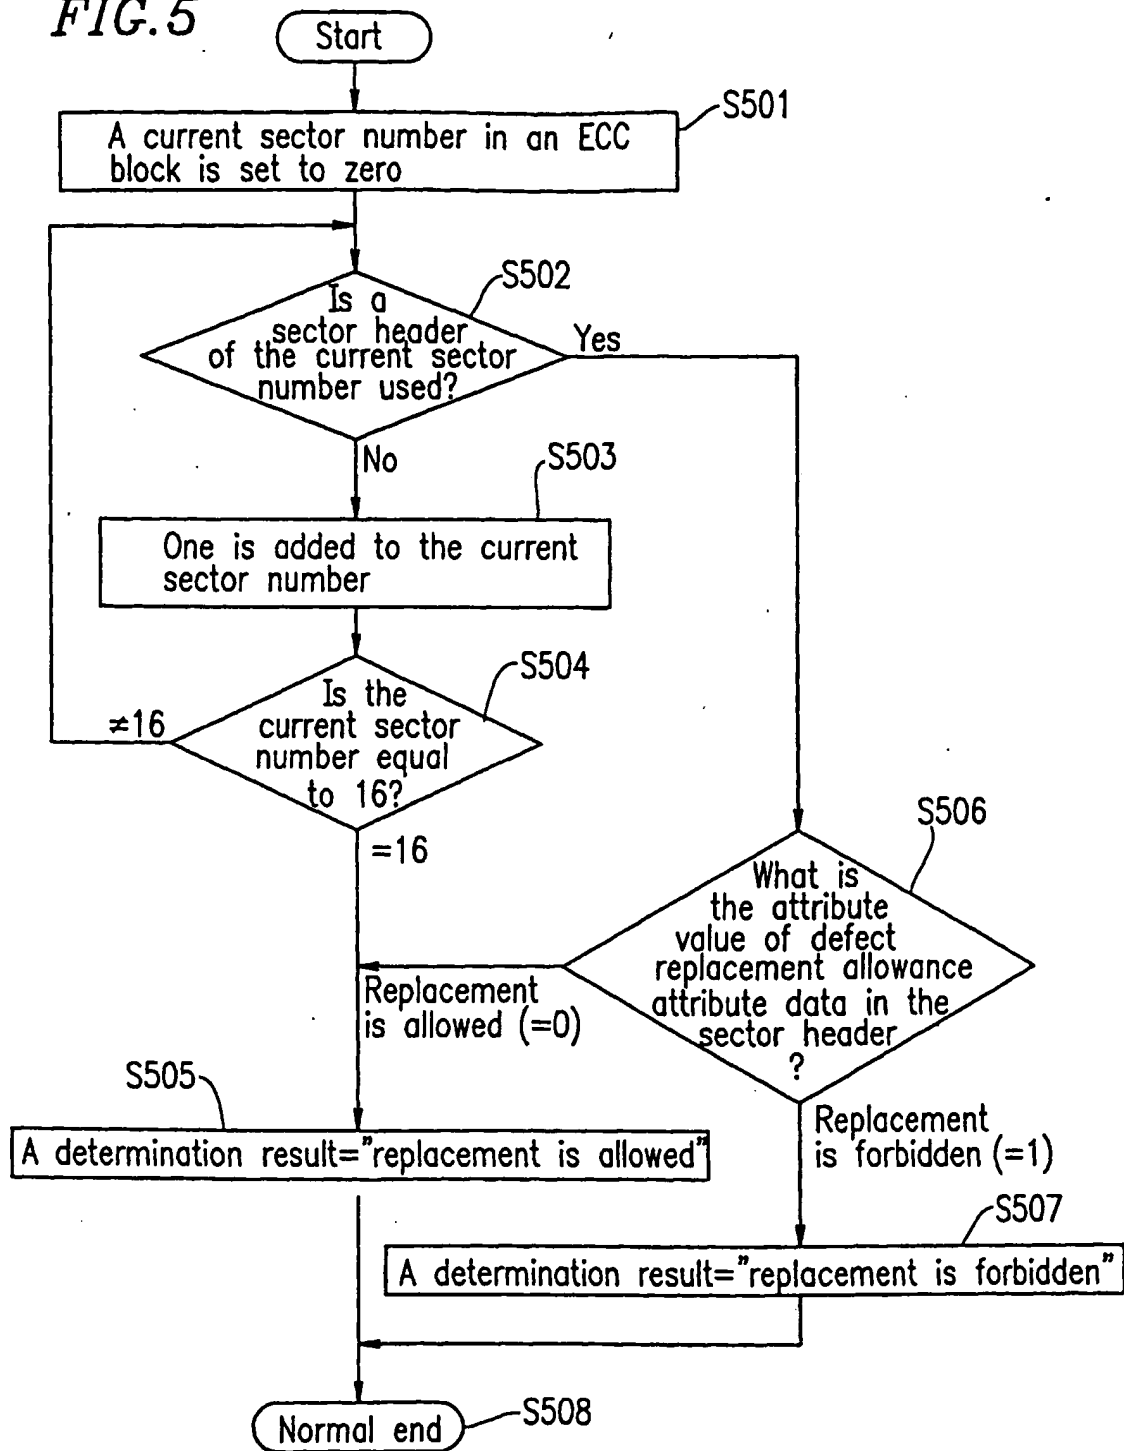 FIG.5
Start
S501
A current sector number in an ECC
block is set to zero
S502
Is a
sector header
of the current sector
number used?
Yes
No
S503
One is added to the current
sector number
S504
Is the
current sector
number equal
to 16?
≠16
=16
S506
What is
the attribute
value of defect
replacement allowance
attribute data in the
sector header
?
Replacement
is allowed (=0)
S505
A determination result="replacement is allowed"
Replacement
is forbidden (=1)
S507
A determination result="replacement is forbidden"
Normal end
S508